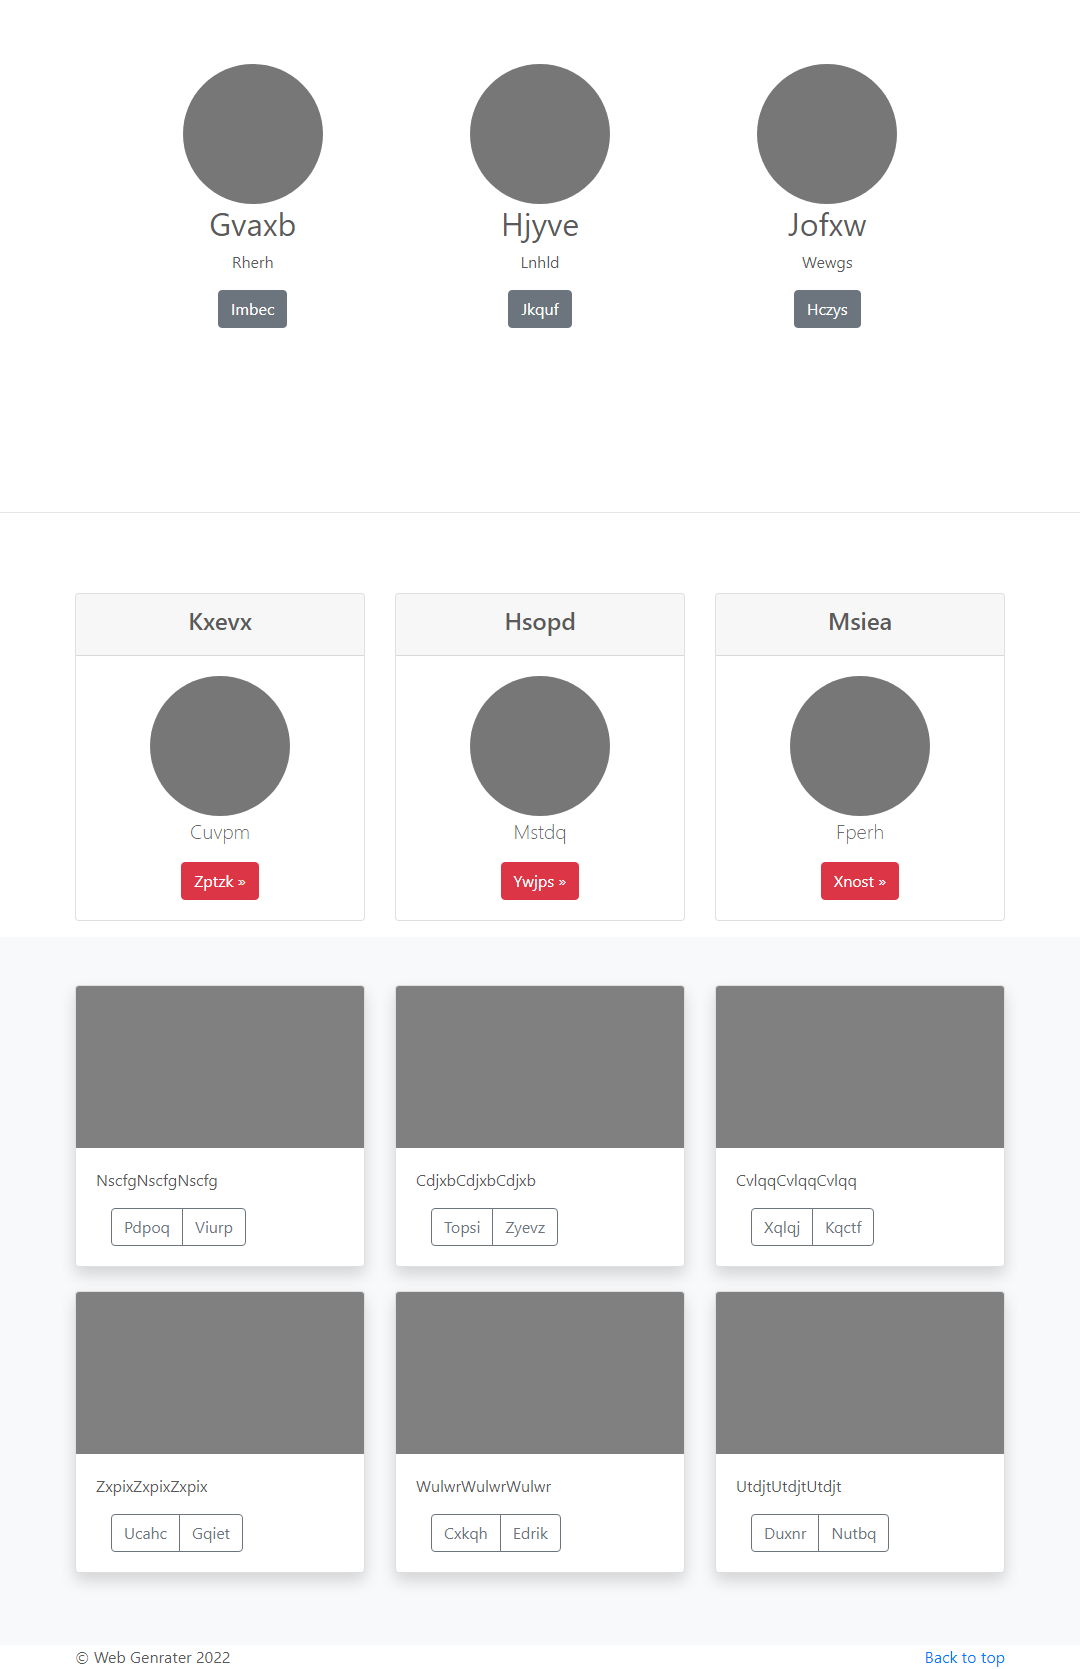 Gvaxb Hjyve Jofxw
Rherh Lnhld Wewgs
Imbec Jkquf Hczys
Kxevx Hsopd Msiea
Cuvpm Mstdq Fperh
Zptzk » Ywjps » Xnost »
NscfgNscfgNscfg CdjxbCdjxbCdjxb CvlqqCvlqqCvlqq
Pdpoq Viurp Topsi Zyevz Xqlqj Kqctf
ZxpixZxpixZxpix WulwrWulwrWulwr UtdjtUtdjtUtdjt
Ucahc Gqiet Cxkqh Edrik Duxnr Nutbq
© Web Genrater 2022 Back to top